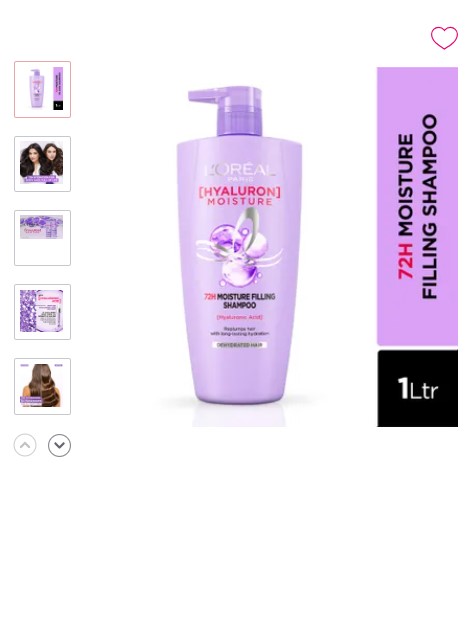 L'ORÉAL
PARIS
[HYALURON]
MOISTURE
72H MOISTURE FILLING
SHAMPOO
[Hyaluronic Acid]
Replumps hair
with long-lasting hydration
DEHYDRATED HAIR
72H MOISTURE
FILLING SHAMPOO
1Ltr